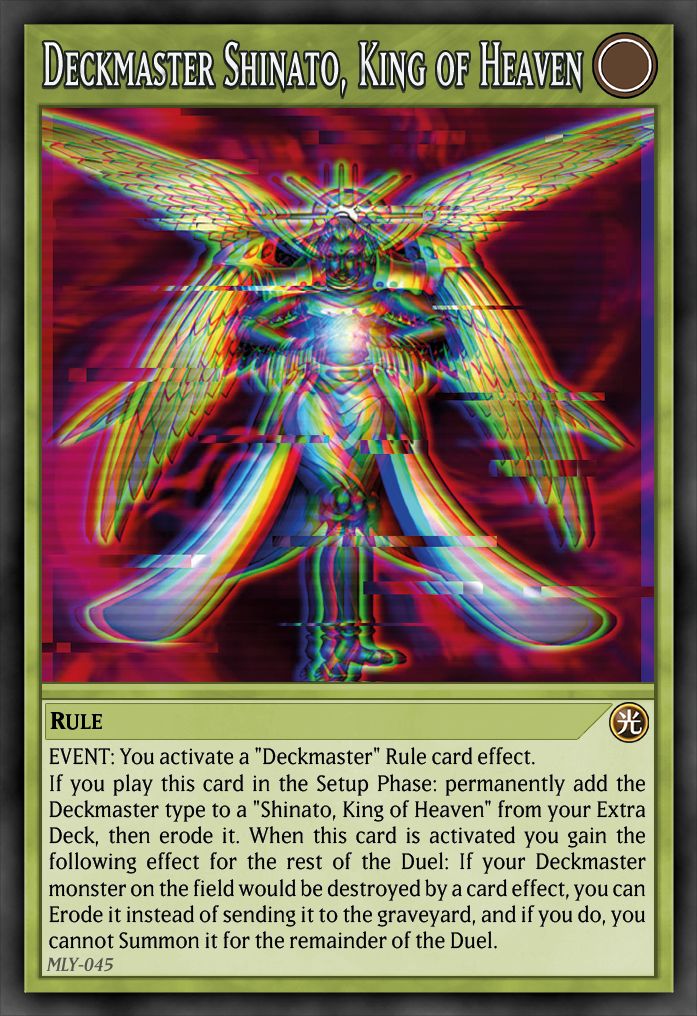 Deckmaster Shinato, King of Heaven
Rule
光
EVENT: You activate a "Deckmaster" Rule card effect.
If you play this card in the Setup Phase: permanently add the
Deckmaster type to a "Shinato, King of Heaven" from your Extra
Deck, then erode it. When this card is activated you gain the
following effect for the rest of the Duel: If your Deckmaster
monster on the field would be destroyed by a card effect, you can
Erode it instead of sending it to the graveyard, and if you do, you
cannot Summon it for the remainder of the Duel.
MLY-045